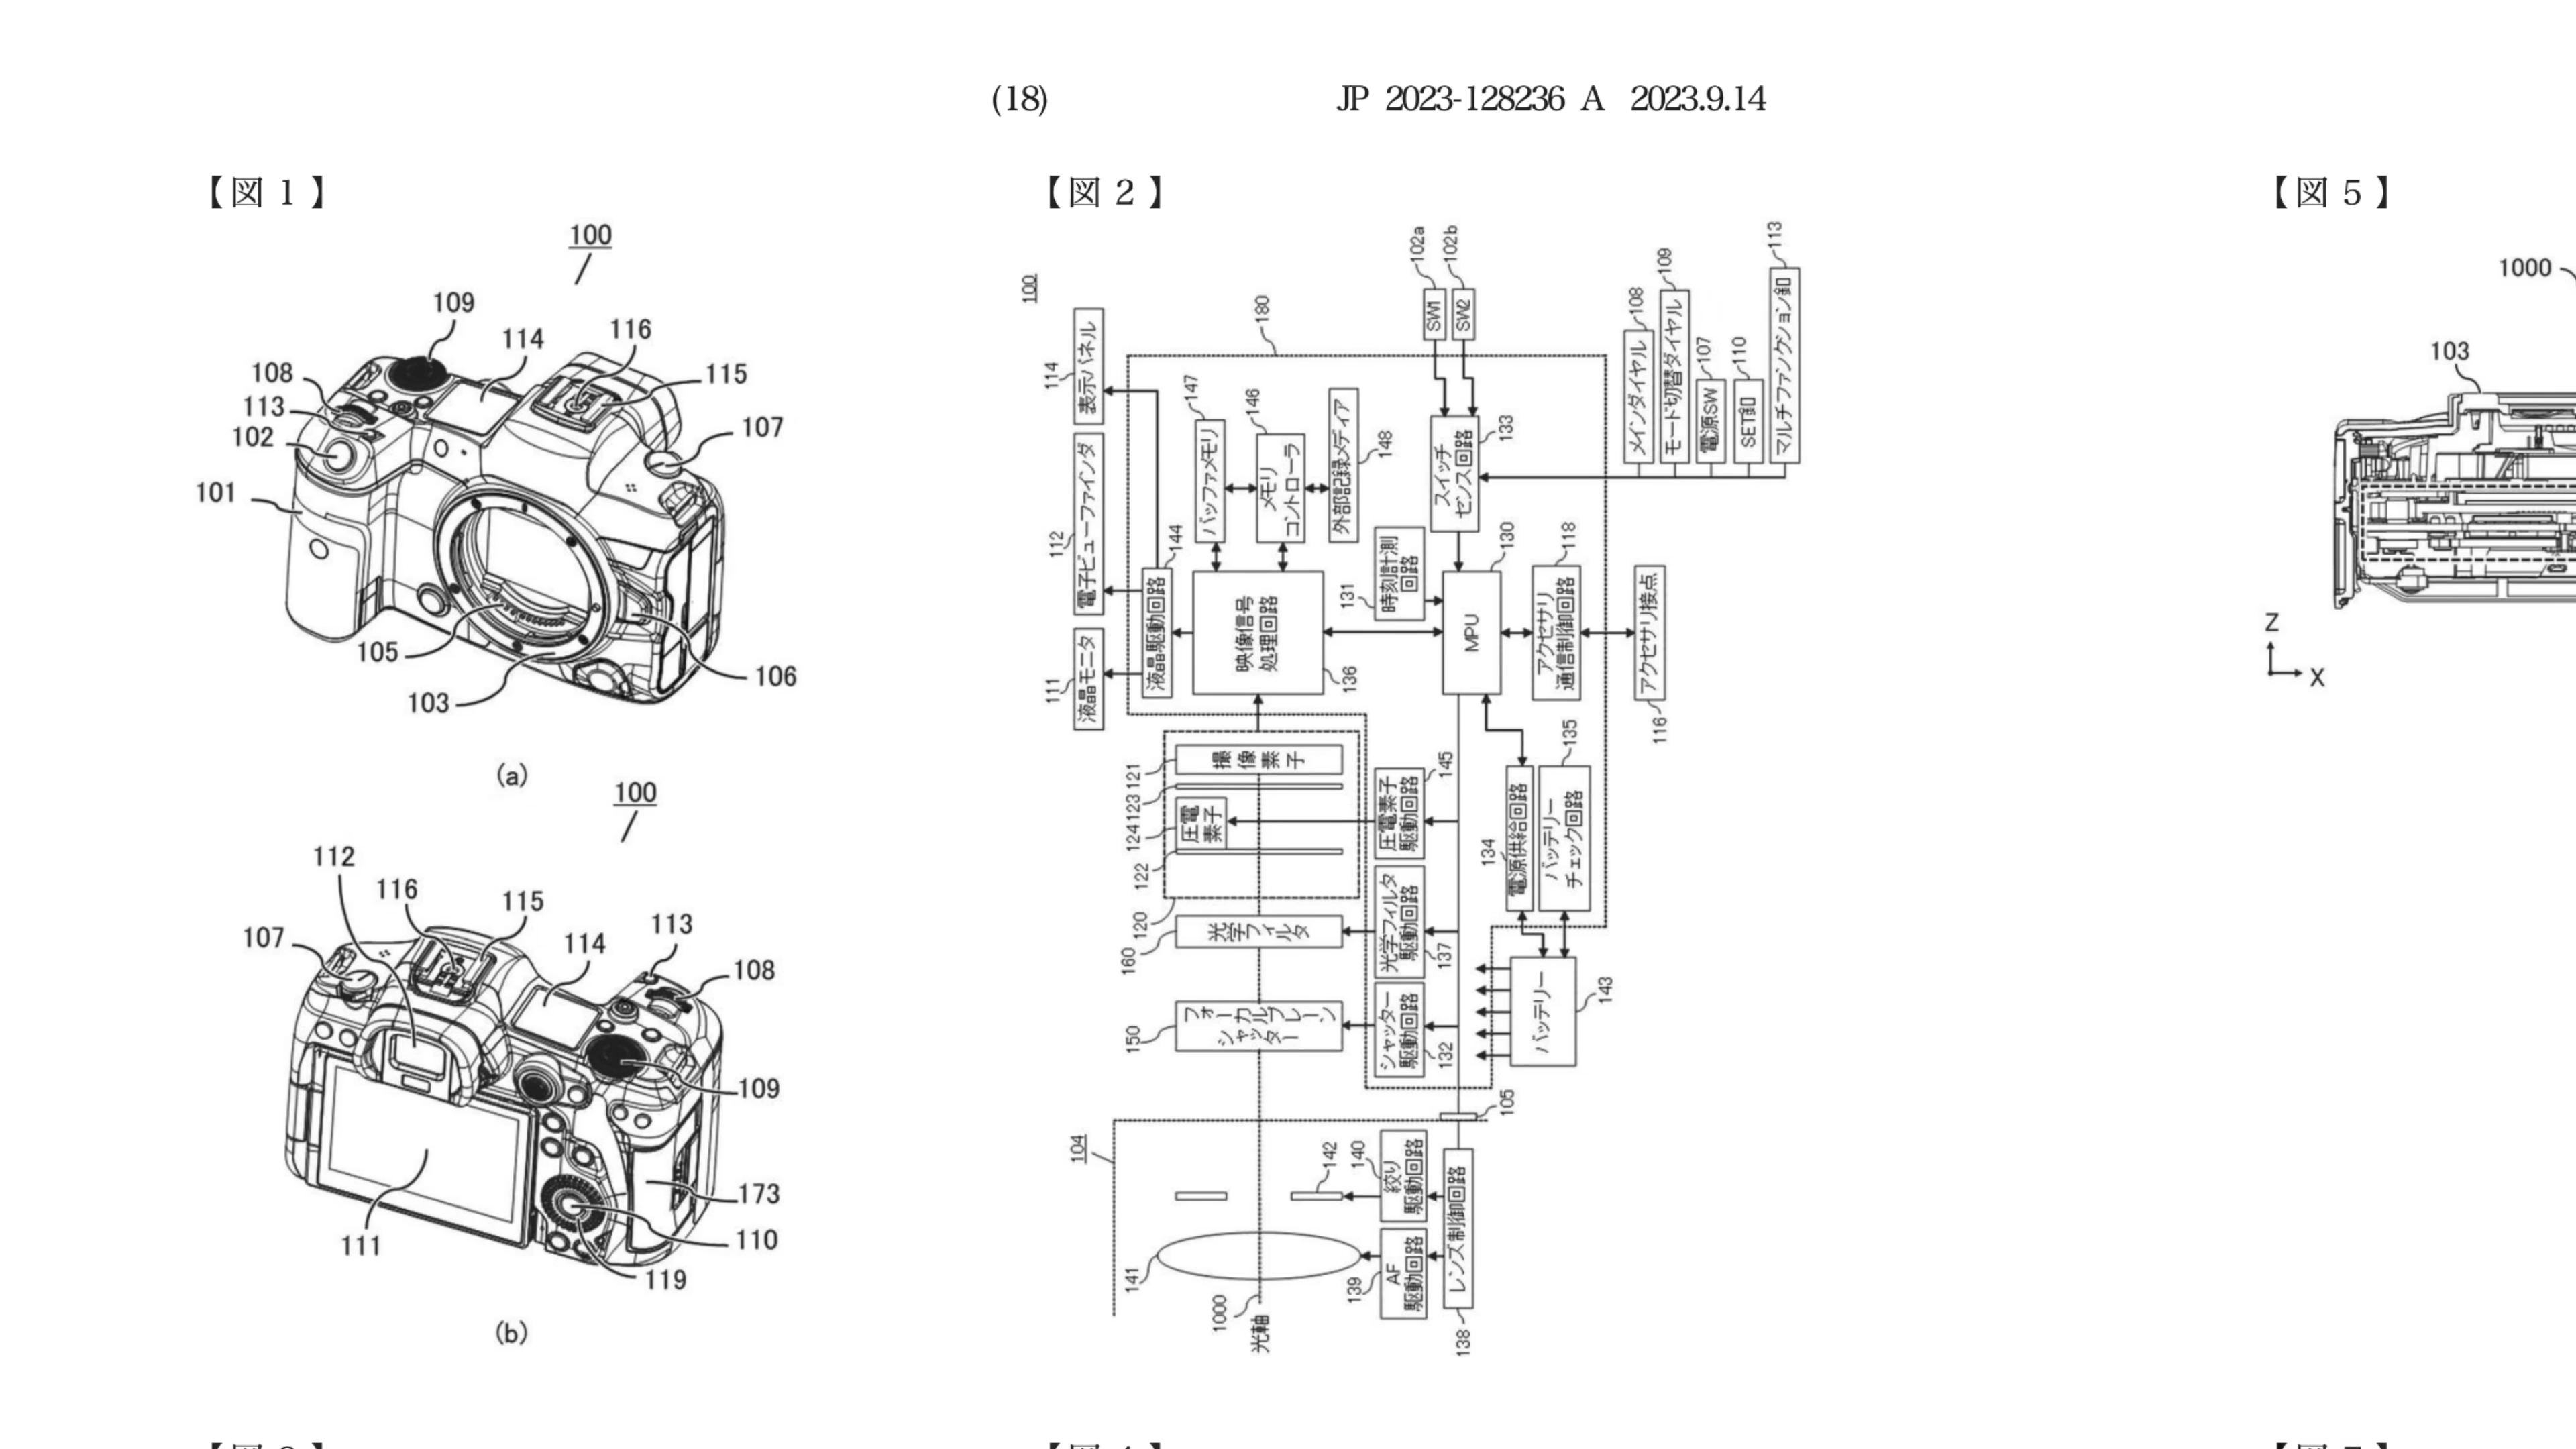 (18) JP 2023-128236 A 2023.9.14
【図1】
100
109
114
116
108
115
113
102
107
101
105
103
106
(a)
100
112
116
115
107
114
113
108
109
173
111
110
119
(b)
【図2】
100
114
表示パネル
112
電子ビューファインダ
111
液晶モニタ
144
液晶駆動回路
180
147
バッファメモリ
146
メモリ
コントローラ
外部記録メディア
148
映像信号
処理回路
136
102a
SW1
102b
SW2
スイッチ
センス回路
133
メインダイヤル
108
モード切替ダイヤル
109
電源SW
107
SET釦
110
マルチファンクション釦
113
131
時刻計測
回路
MPU
130
アクセサリ
通信制御回路
118
アクセサリ接点
116
121
撮像素子
123
124
圧電
素子
122
120
圧電素子
駆動回路
145
160
光学フィルタ
光学フィルタ
駆動回路
137
150
フォーカルプレーン
シャッター
シャッター
駆動回路
132
134
電源供給回路
バッテリー
チェック回路
135
バッテリー
143
105
104
142
140
絞り
駆動回路
141
139
AF
駆動回路
レンズ制御回路
138
1000
光軸
【図5】
1000
103
Z
X